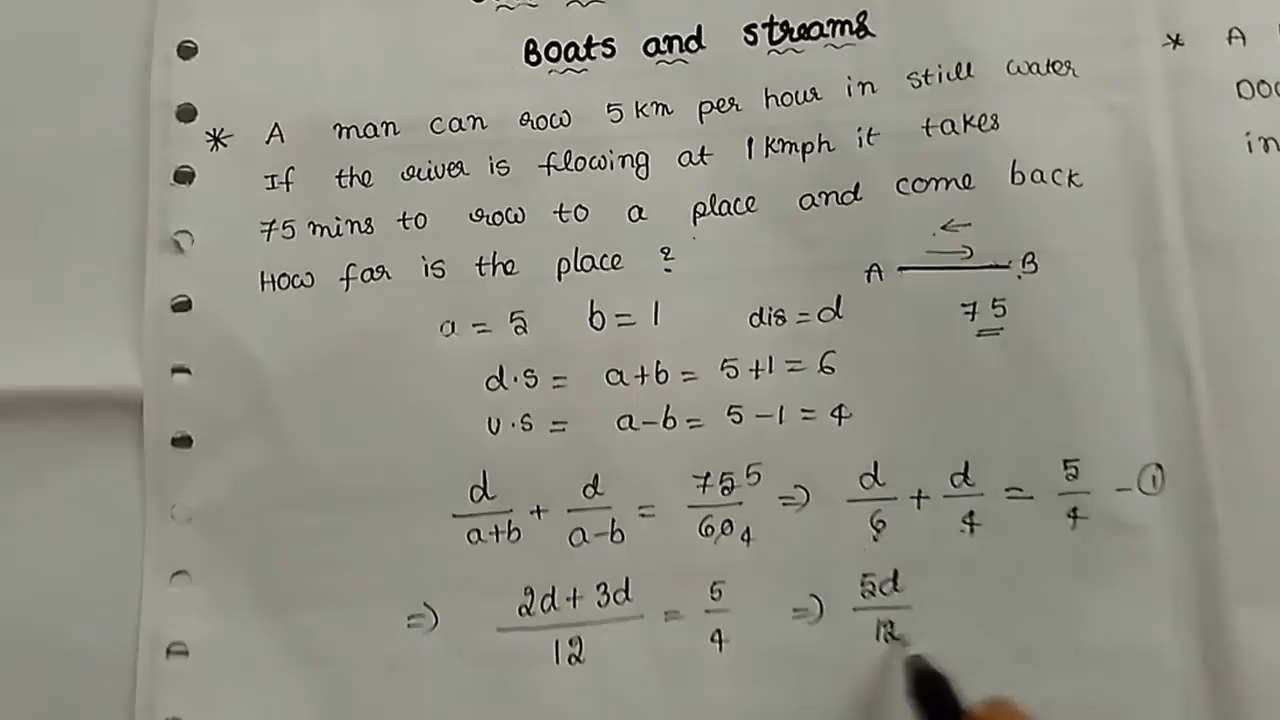 Boats and streams
* A man can row 5 km per hour in still water
If the river is flowing at 1 kmph it takes
75 mins to row to a place and come back
How far is the place ?
A B
a = 5 b = 1 dis = d 75
d.s = a+b = 5+1 = 6
u.s = a-b = 5-1 = 4
d/a+b + d/a-b = 75 5/60 4 => d/6 + d/4 = 5/4 - ①
=> 2d+3d/12 = 5/4 => 5d/12
* A
in